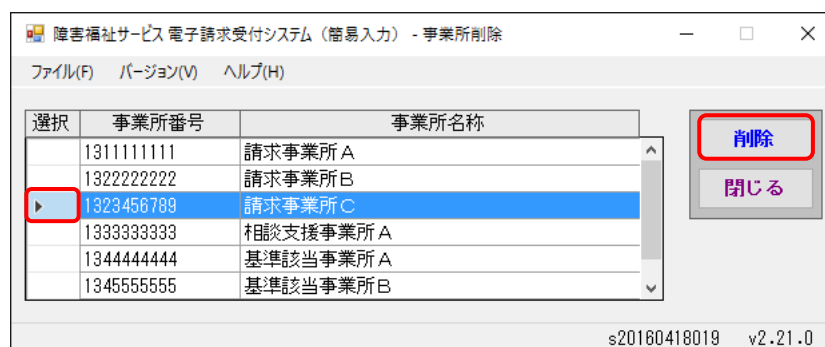 障害福祉サービス 電子請求受付システム（簡易入力） - 事業所削除
ファイル(F) バージョン(V) ヘルプ(H)
選択 事業所番号 事業所名称
1311111111 請求事業所Ａ
1322222222 請求事業所Ｂ
1323456789 請求事業所Ｃ
1333333333 相談支援事業所Ａ
1344444444 基準該当事業所Ａ
1345555555 基準該当事業所Ｂ
削除
閉じる
s20160418019 v2.21.0